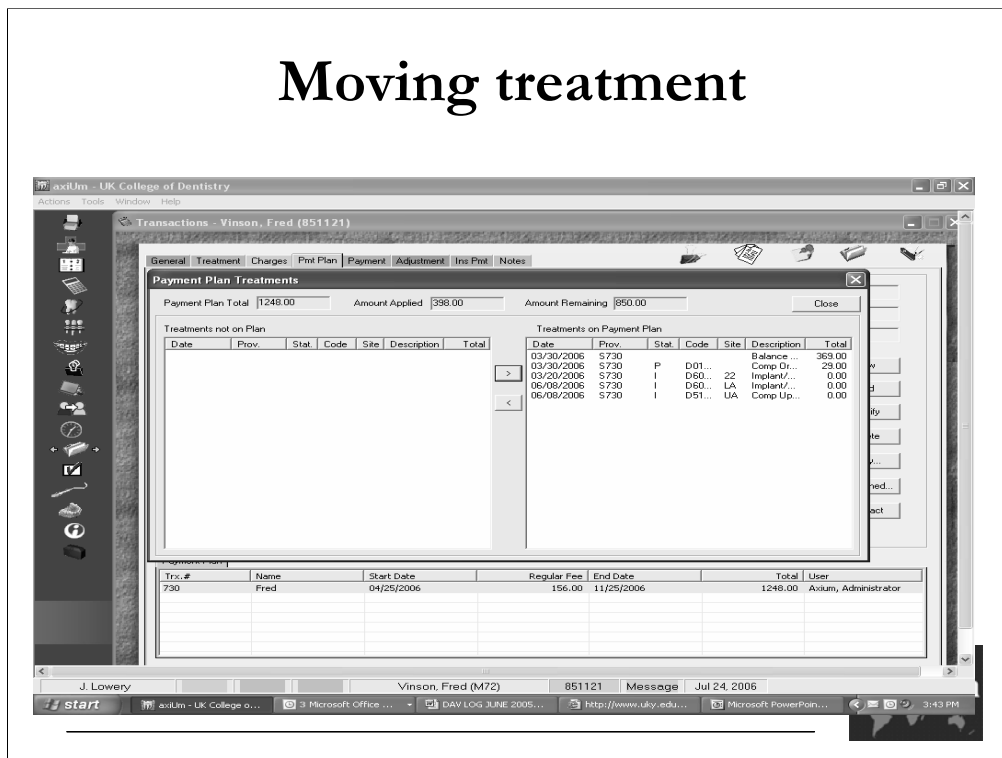 Moving treatment
axiUm - UK College of Dentistry
Actions Tools Window Help
Transactions - Vinson, Fred (851121)
General Treatment Charges Pmt Plan Payment Adjustment Ins Pmt Notes
Payment Plan Treatments
Payment Plan Total 1248.00 Amount Applied 398.00 Amount Remaining 850.00 Close
Treatments not on Plan Treatments on Payment Plan
Date Prov. Stat. Code Site Description Total Date Prov. Stat. Code Site Description Total
03/30/2006 S730 Balance ... 369.00
03/30/2006 S730 P D01... Comp Or... 29.00
03/20/2006 S730 I D60... 22 Implant/... 0.00
06/08/2006 S730 I D60... LA Implant/... 0.00
06/08/2006 S730 I D51... UA Comp Up... 0.00
>
<
ify
ned...
act
Trx.# Name Start Date Regular Fee End Date Total User
730 Fred 04/25/2006 156.00 11/25/2006 1248.00 Axium, Administrator
J. Lowery Vinson, Fred (M72) 851121 Message Jul 24, 2006
start axiUm - UK College o... 3 Microsoft Office ... DAV LOG JUNE 2005... http://www.uky.edu... Microsoft PowerPoin... 3:43 PM